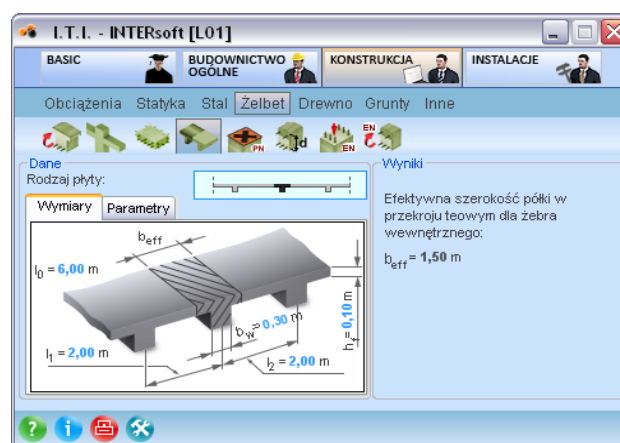 I.T.I. - INTERsoft [L01]
BASIC
BUDOWNICTWO
OGÓLNE
KONSTRUKCJA
INSTALACJE
Obciążenia Statyka Stal Żelbet Drewno Grunty Inne
PN
d
EN
EN
Dane
Rodzaj płyty:
Wymiary Parametry
beff
l0 = 6,00 m
bw = 0,30 m
hf = 0,10 m
l1 = 2,00 m
l2 = 2,00 m
Wyniki
Efektywna szerokość półki w
przekroju teowym dla żebra
wewnętrznego:
beff = 1,50 m